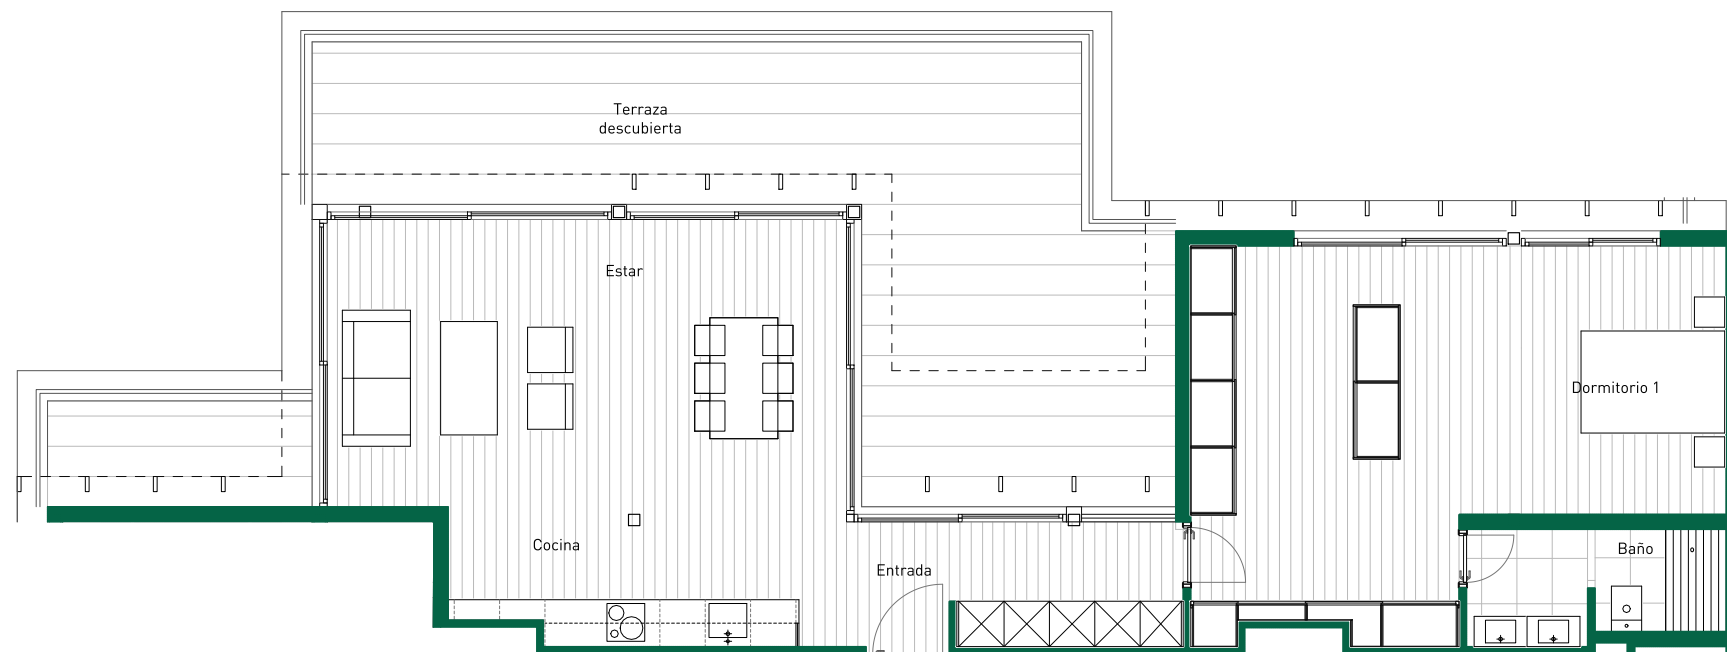 Terraza
descubierta
Estar
Dormitorio 1
Cocina
Baño
Entrada